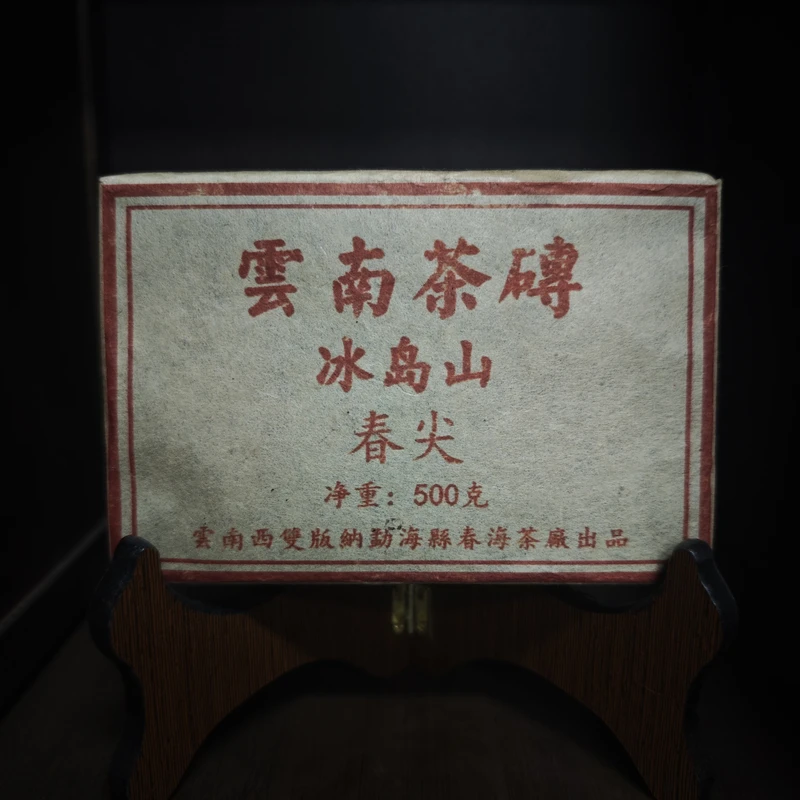 雲南茶磚
冰岛山
春尖
净重：500克
雲南西雙版納勐海縣春海茶廠出品